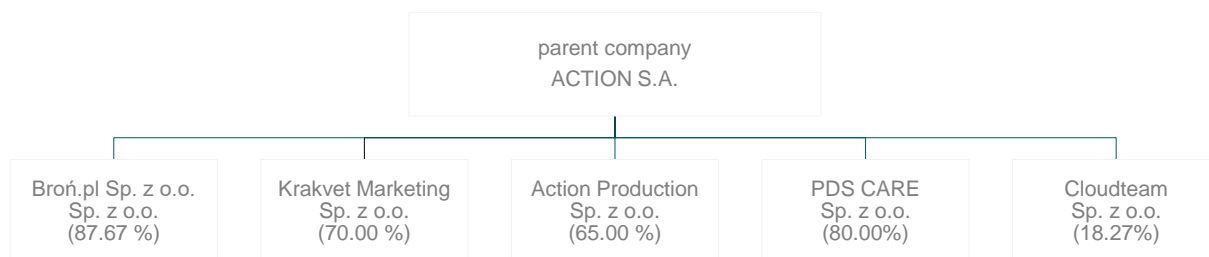 parent company
ACTION S.A.
Broń.pl Sp. z o.o.
Sp. z o.o.
(87.67 %)
Krakvet Marketing
Sp. z o.o.
(70.00 %)
Action Production
Sp. z o.o.
(65.00 %)
PDS CARE
Sp. z o.o.
(80.00%)
Cloudteam
Sp. z o.o.
(18.27%)